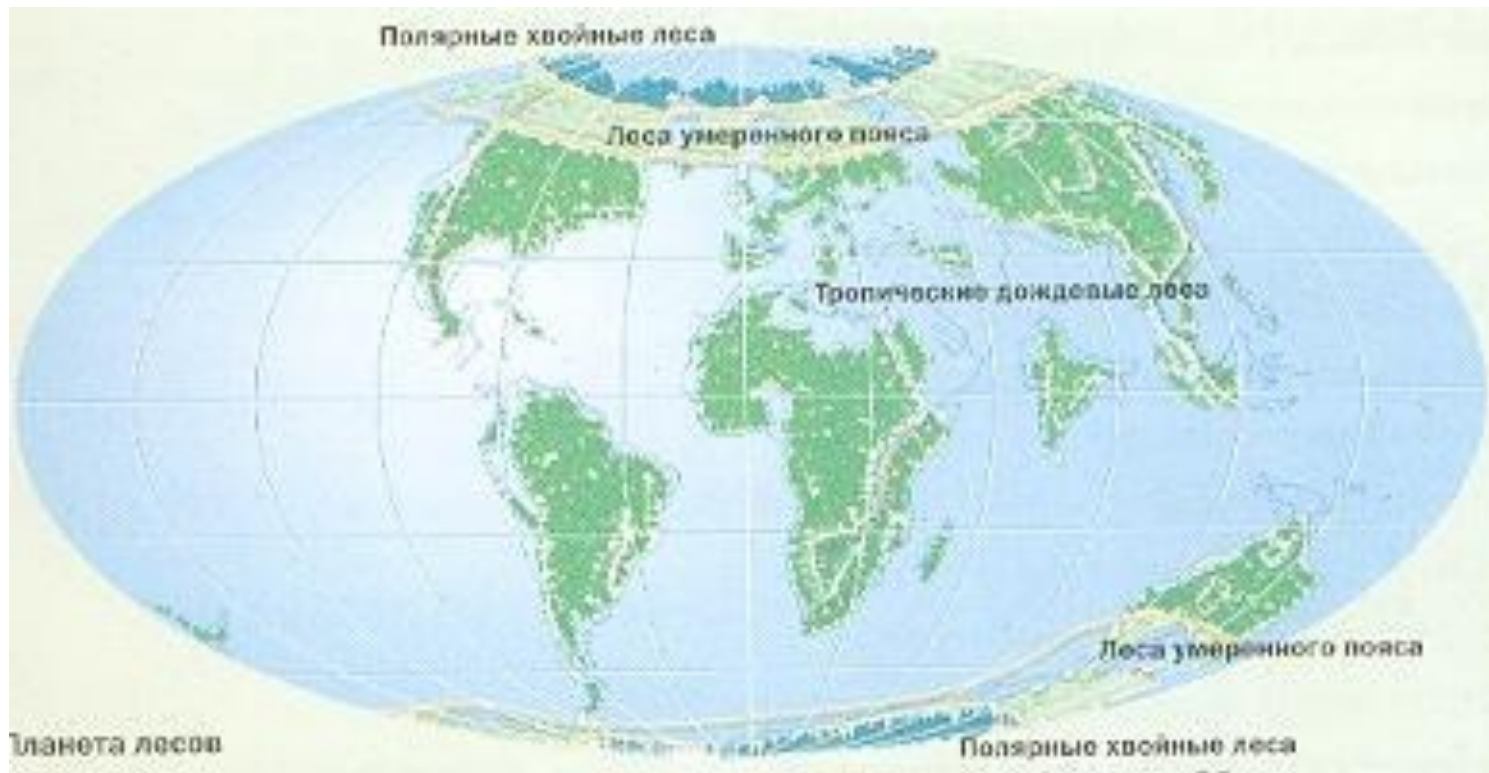 Полярные хвойные леса
Леса умеренного пояса
Тропические дождевые леса
Леса умеренного пояса
Планета лесов
Полярные хвойные леса